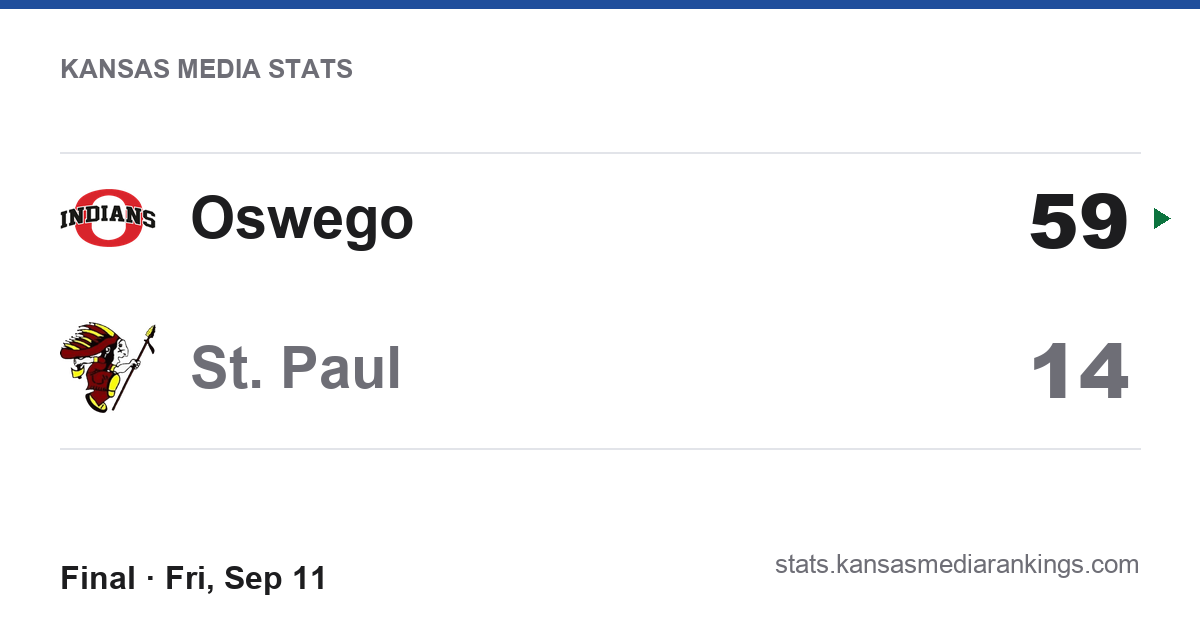 KANSAS MEDIA STATS
INDIANS
Oswego
59
St. Paul
14
Final · Fri, Sep 11
stats.kansasmediarankings.com